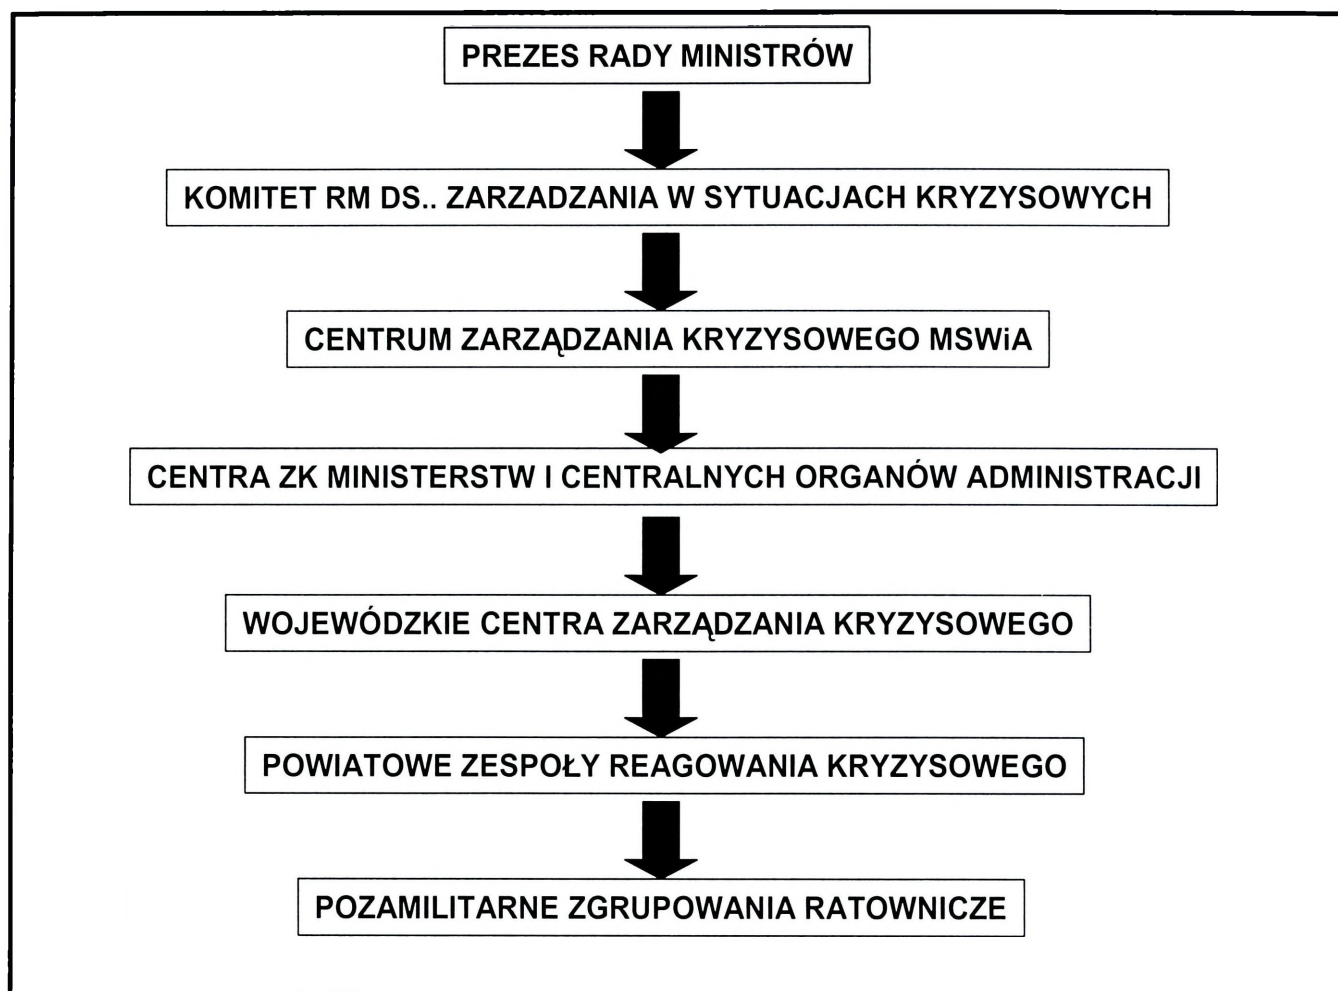 PREZES RADY MINISTRÓW
KOMITET RM DS.. ZARZADZANIA W SYTUACJACH KRYZYSOWYCH
CENTRUM ZARZĄDZANIA KRYZYSOWEGO MSWiA
CENTRA ZK MINISTERSTW I CENTRALNYCH ORGANÓW ADMINISTRACJI
WOJEWÓDZKIE CENTRA ZARZĄDZANIA KRYZYSOWEGO
POWIATOWE ZESPOŁY REAGOWANIA KRYZYSOWEGO
POZAMILITARNE ZGRUPOWANIA RATOWNICZE